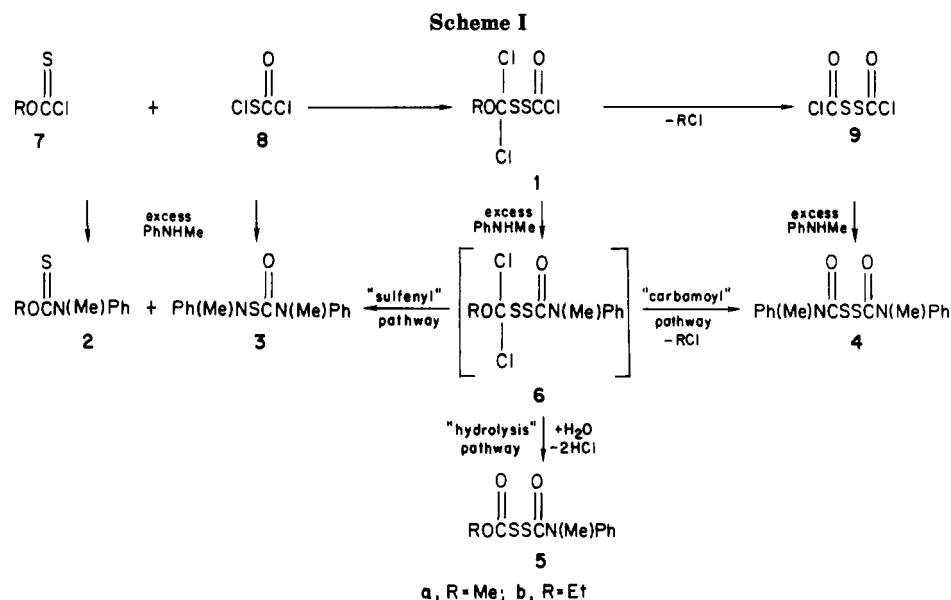 Scheme I
S
ROCCl
7
+
O
ClSCCl
8
Cl O
ROCSSCCl
Cl
1
-RCl
O O
ClCSSCCl
9
excess
PhNHMe
excess
PhNHMe
excess
PhNHMe
S
ROCN(Me)Ph
2
+
O
Ph(Me)NSCN(Me)Ph
3
"sulfenyl"
pathway
Cl O
ROCSSCN(Me)Ph
Cl
6
"carbamoyl"
pathway
-RCl
O O
Ph(Me)NCSSCN(Me)Ph
4
"hydrolysis"
pathway
+H₂O
-2HCl
O O
ROCSSCN(Me)Ph
5
a, R=Me; b, R=Et